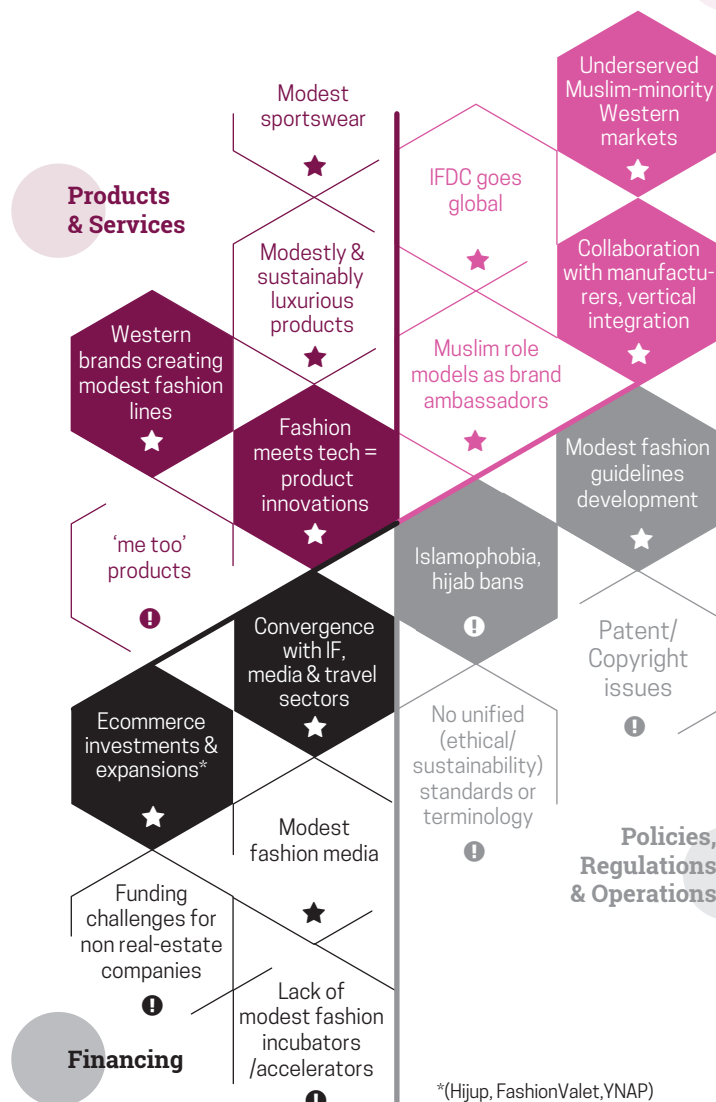 Modest
sportswear
Products
& Services
Modestly &
sustainably
luxurious
products
Western
brands creating
modest fashion
lines
Fashion
meets tech =
product
innovations
‘me too’
products
Underserved
Muslim-minority
Western
markets
IFDC goes
global
Collaboration
with manufactu-
rers, vertical
integration
Muslim role
models as brand
ambassadors
Modest fashion
guidelines
development
Islamophobia,
hijab bans
Patent/
Copyright
issues
No unified
(ethical/
sustainability)
standards or
terminology
Policies,
Regulations
& Operations
Convergence
with IF,
media & travel
sectors
Ecommerce
investments &
expansions*
Modest
fashion media
Funding
challenges for
non real-estate
companies
Lack of
modest fashion
incubators
/accelerators
Financing
*(Hijup, FashionValet,YNAP)